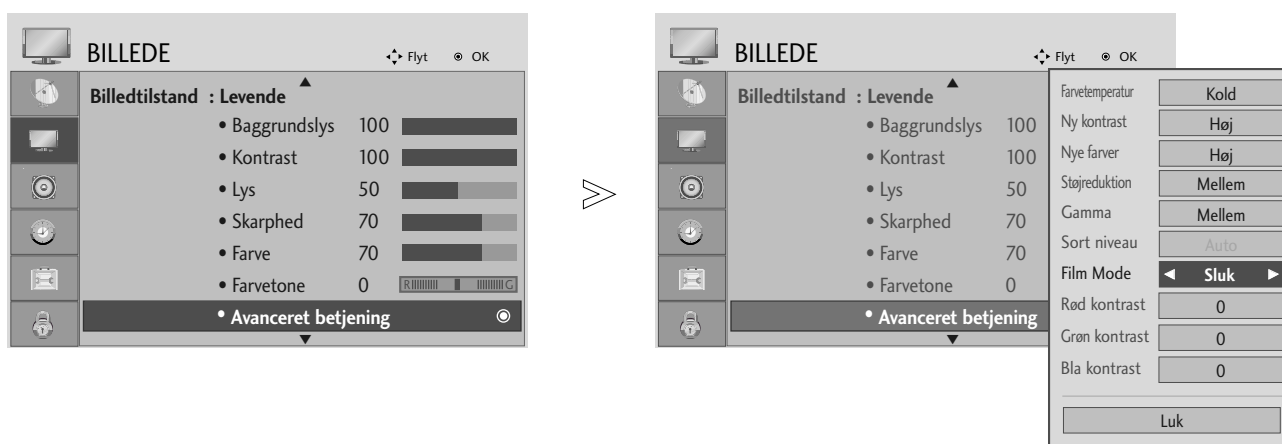 BILLEDE
Flyt OK
Billedtilstand : Levende
• Baggrundslys 100
• Kontrast 100
• Lys 50
• Skarphed 70
• Farve 70
• Farvetone 0 R G
• Avanceret betjening
BILLEDE
Flyt OK
Billedtilstand : Levende
• Baggrundslys 100
• Kontrast 100
• Lys 50
• Skarphed 70
• Farve 70
• Farvetone 0
• Avanceret betjening
Farvetemperatur Kold
Ny kontrast Høj
Nye farver Høj
Støjreduktion Mellem
Gamma Mellem
Sort niveau Auto
Film Mode ◄ Sluk ►
Rød kontrast 0
Grøn kontrast 0
Bla kontrast 0
Luk